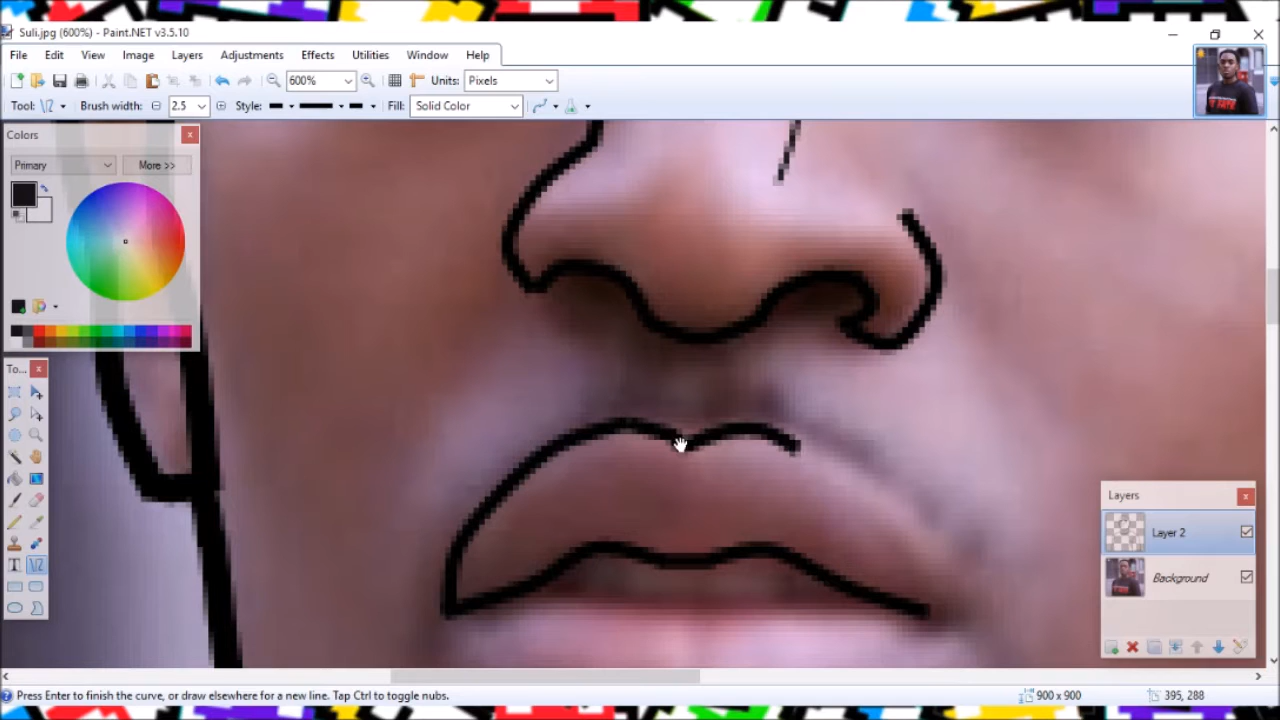 Suli.jpg (600%) - Paint.NET v3.5.10
File Edit View Image Layers Adjustments Effects Utilities Window Help
600% Units: Pixels
Tool: Brush width: 2.5 Style: Fill: Solid Color
Colors
Primary More >>
To...
Layers
Layer 2
Background
Press Enter to finish the curve, or draw elsewhere for a new line. Tap Ctrl to toggle nubs. 900 x 900 395, 288